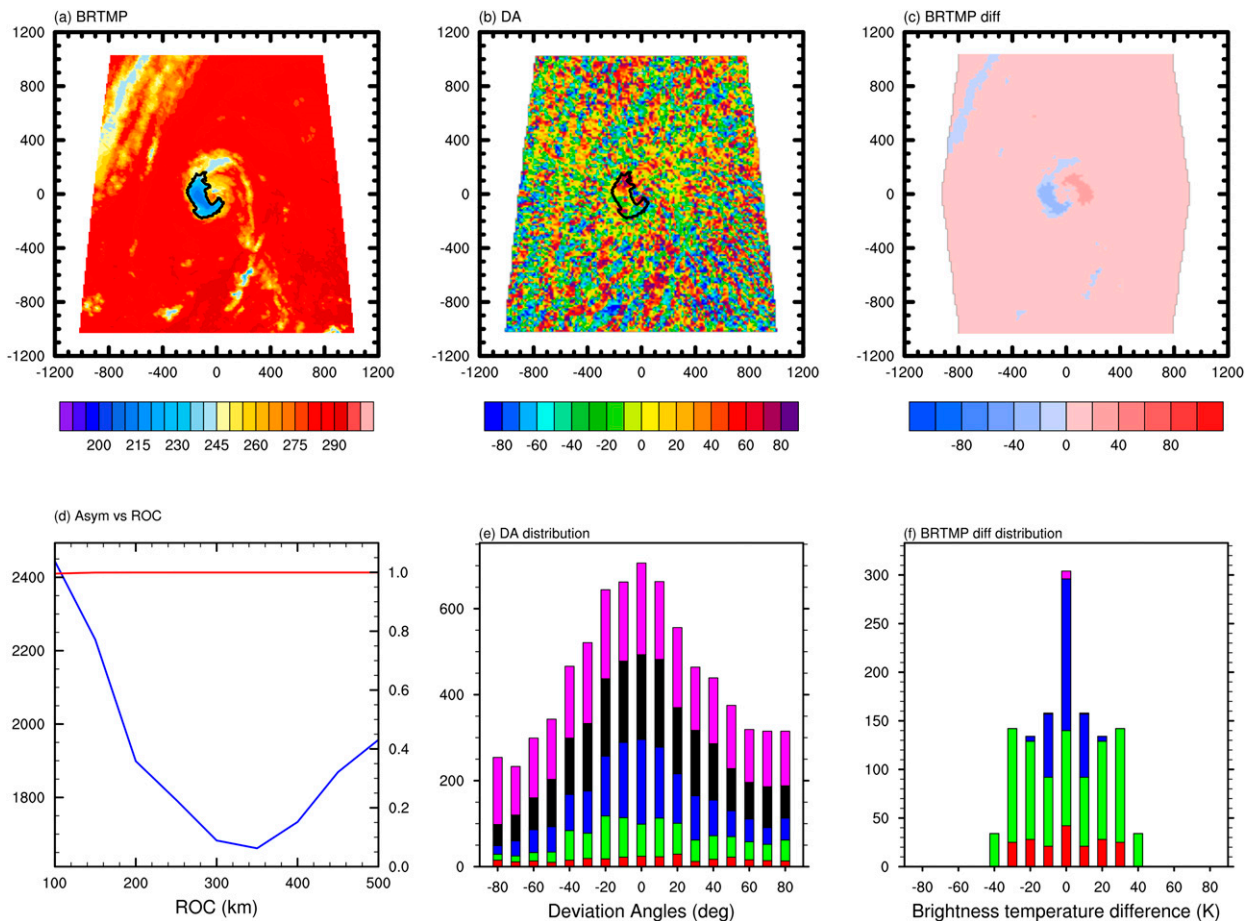 (a) BRTMP
(b) DA
(c) BRTMP diff
1200
800
400
0
-400
-800
-1200
-1200 -800 -400 0 400 800 1200
1200
800
400
0
-400
-800
-1200
-1200 -800 -400 0 400 800 1200
1200
800
400
0
-400
-800
-1200
-1200 -800 -400 0 400 800 1200
200 215 230 245 260 275 290
-80 -60 -40 -20 0 20 40 60 80
-80 -40 0 40 80
(d) Asym vs ROC
2400
2200
2000
1800
1.0
0.8
0.6
0.4
0.2
0.0
100 200 300 400 500
ROC (km)
(e) DA distribution
600
400
200
0
-80 -60 -40 -20 0 20 40 60 80
Deviation Angles (deg)
(f) BRTMP diff distribution
300
250
200
150
100
50
0
-80 -60 -40 -20 0 20 40 60 80
Brightness temperature difference (K)